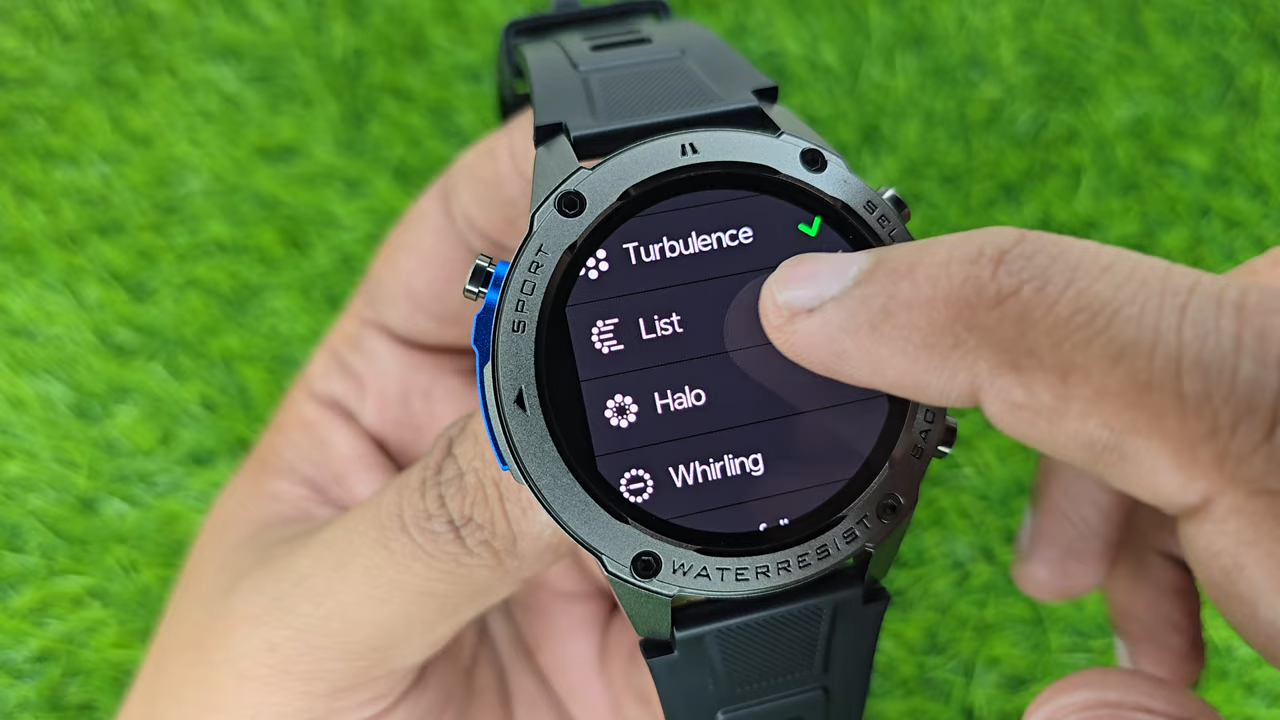 Turbulence
List
Halo
Whirling
SPORT
WATERRESIST